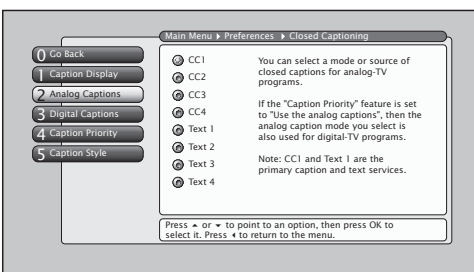 Main Menu ▸ Preferences ▸ Closed Captioning
0 Go Back
1 Caption Display
2 Analog Captions
3 Digital Captions
4 Caption Priority
5 Caption Style
CC1
CC2
CC3
CC4
Text 1
Text 2
Text 3
Text 4
You can select a mode or source of
closed captions for analog-TV
programs.
If the "Caption Priority" feature is set
to "Use the analog captions", then the
analog caption mode you select is
also used for digital-TV programs.
Note: CC1 and Text 1 are the
primary caption and text services.
Press ▴ or ▾ to point to an option, then press OK to
select it. Press ◂ to return to the menu.